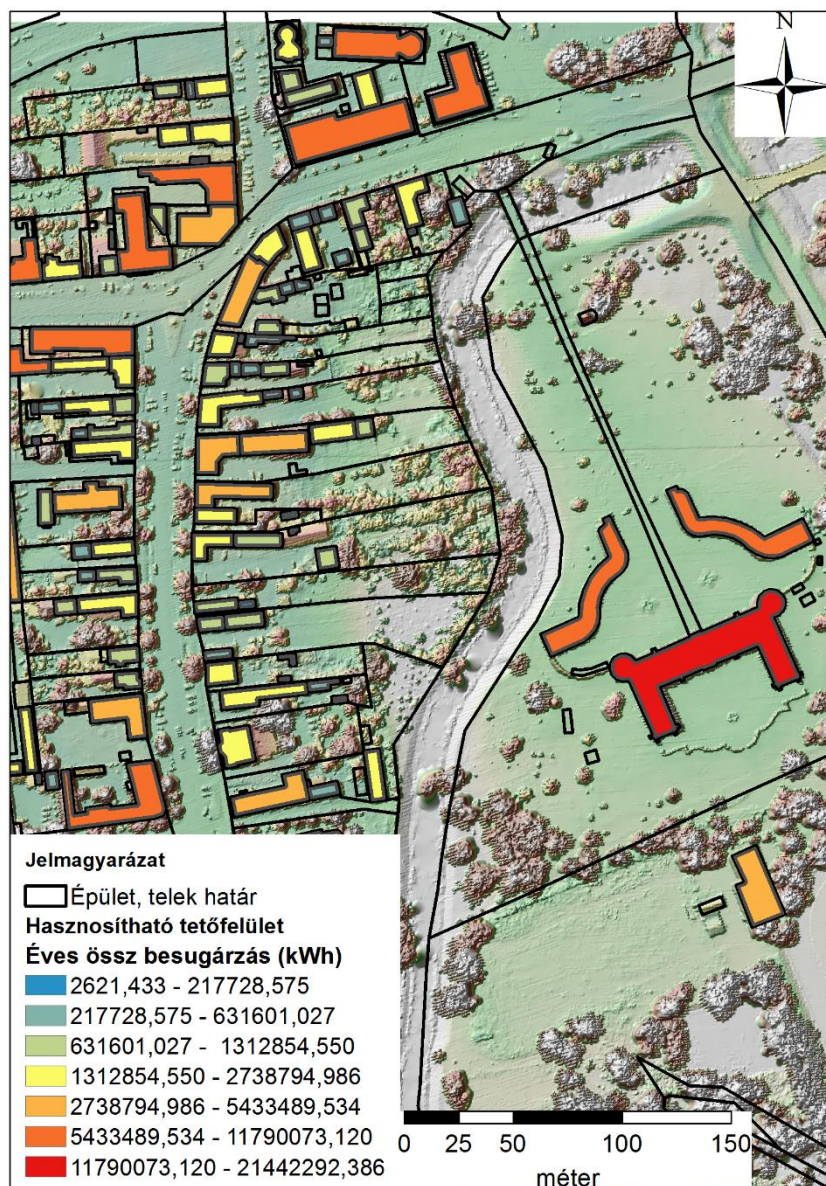 N
Jelmagyarázat
Épület, telek határ
Hasznosítható tetőfelület
Éves össz besugárzás (kWh)
2621,433 - 217728,575
217728,575 - 631601,027
631601,027 - 1312854,550
1312854,550 - 2738794,986
2738794,986 - 5433489,534
5433489,534 - 11790073,120
11790073,120 - 21442292,386
0 25 50 100 150
méter